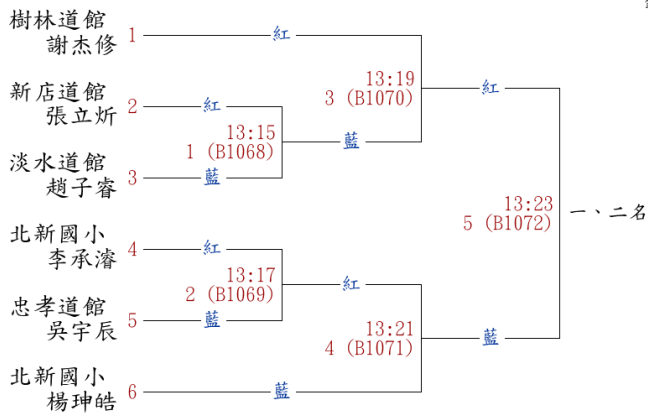 樹林道館
謝杰修 1 紅
13:19
3 (B1070) 紅
新店道館
張立炘 2 紅
13:15
1 (B1068) 藍
淡水道館
趙子睿 3 藍
13:23
5 (B1072) 一、二名
北新國小
李承濬 4 紅
13:17
2 (B1069) 紅
忠孝道館
吳宇辰 5 藍
13:21
4 (B1071) 藍
北新國小
楊珅皓 6 藍